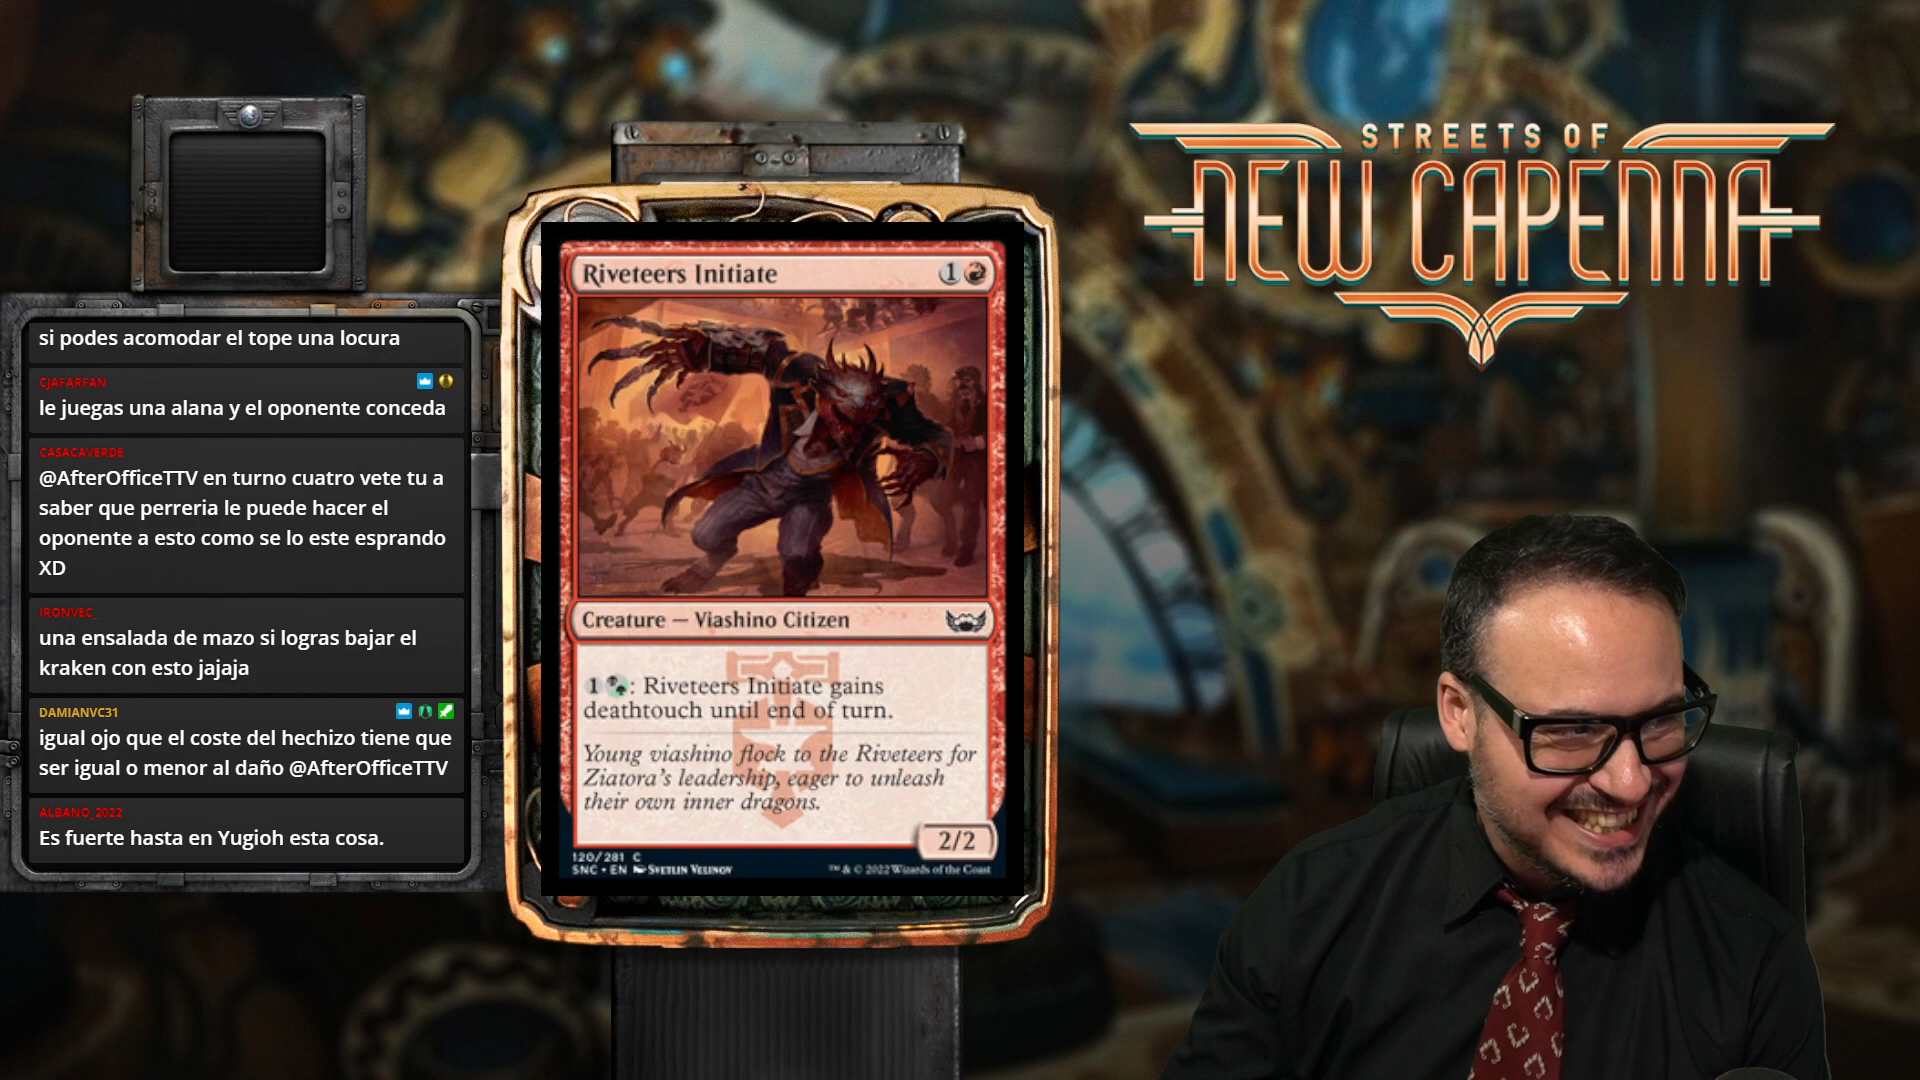 si podes acomodar el tope una locura
CJAFARFAN
le juegas una alana y el oponente conceda
CASACAVERDE
@AfterOfficeTTV en turno cuatro vete tu a
saber que perreria le puede hacer el
oponente a esto como se lo este esprando
XD
IRONVEC_
una ensalada de mazo si logras bajar el
kraken con esto jajaja
DAMIANVC31
igual ojo que el coste del hechizo tiene que
ser igual o menor al daño @AfterOfficeTTV
ALBANO_2022
Es fuerte hasta en Yugioh esta cosa.
Riveteers Initiate 1
Creature — Viashino Citizen
1 : Riveteers Initiate gains
deathtouch until end of turn.
Young viashino flock to the Riveteers for
Ziatora's leadership, eager to unleash
their own inner dragons.
2/2
120/281 C
SNC • EN Svetlin Velinov
™ & © 2022 Wizards of the Coast
STREETS OF
NEW CAPENNA